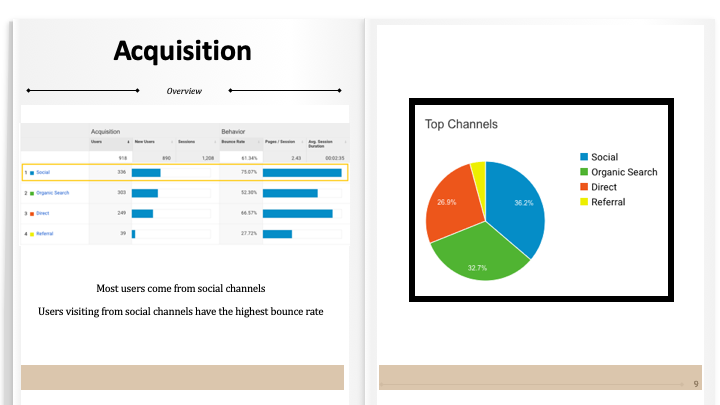 Acquisition
Overview
Acquisition Behavior
Users New Users Sessions Bounce Rate Pages / Session Avg. Session Duration
918 890 1,208 61.34% 2.43 00:02:35
1 Social 336 75.07%
2 Organic Search 303 52.30%
3 Direct 249 66.57%
4 Referral 39 27.72%
Most users come from social channels
Users visiting from social channels have the highest bounce rate
Top Channels
Social
Organic Search
Direct
Referral
26.9%
36.2%
32.7%
9